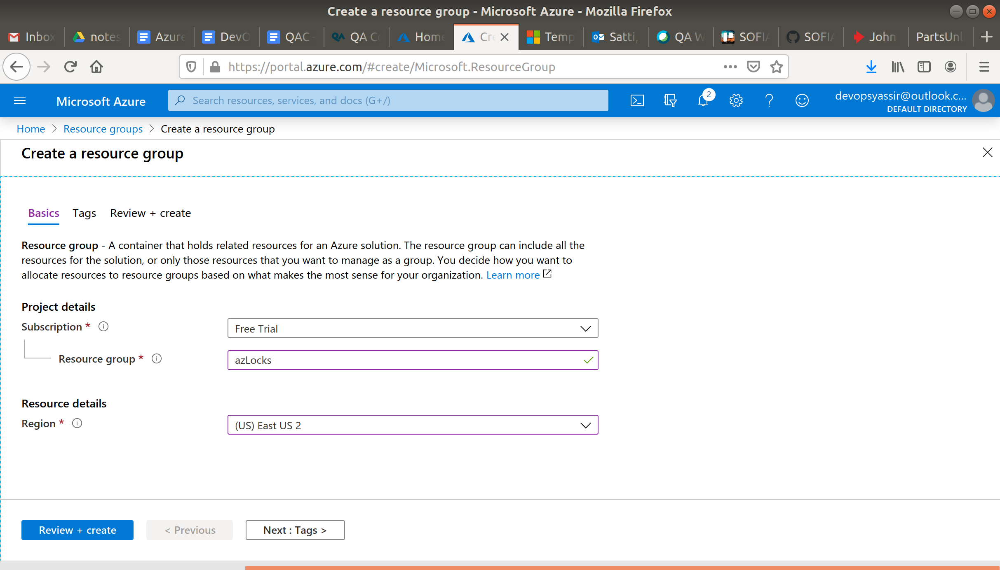 Create a resource group - Microsoft Azure - Mozilla Firefox
Inbox notes Azure DevO QAC - QA Co Home Cre Temp Satti, QA W SOFIA SOFIA John PartsUnl
https://portal.azure.com/#create/Microsoft.ResourceGroup
Microsoft Azure
Search resources, services, and docs (G+/)
2
devopsyassir@outlook.c...
DEFAULT DIRECTORY
Home > Resource groups > Create a resource group
Create a resource group
Basics Tags Review + create
Resource group - A container that holds related resources for an Azure solution. The resource group can include all the
resources for the solution, or only those resources that you want to manage as a group. You decide how you want to
allocate resources to resource groups based on what makes the most sense for your organization. Learn more
Project details
Subscription *
Free Trial
Resource group *
azLocks
Resource details
Region *
(US) East US 2
Review + create
< Previous
Next : Tags >